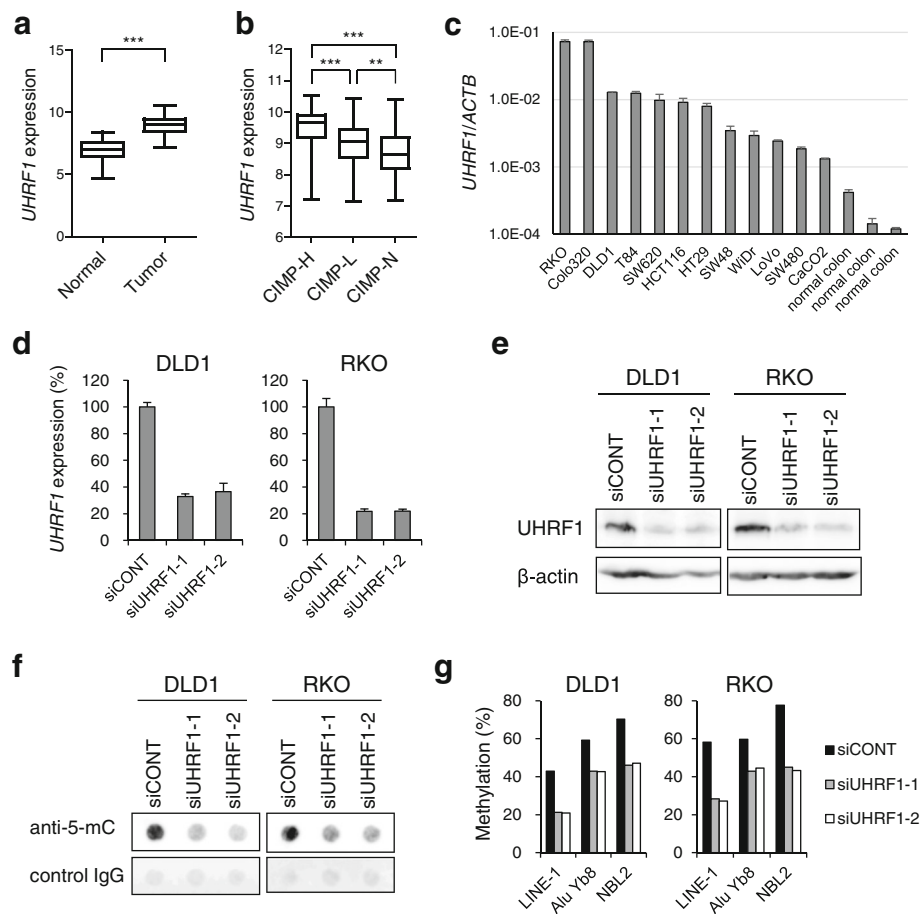 a
***
UHRF1 expression
15
10
5
0
Normal
Tumor
b
***
***
**
UHRF1 expression
12
11
10
9
8
7
6
CIMP-H
CIMP-L
CIMP-N
c
UHRF1/ACTB
1.0E-01
1.0E-02
1.0E-03
1.0E-04
RKO
Colo320
DLD1
T84
SW620
HCT116
HT29
SW48
WiDr
LoVo
SW480
CaCO2
normal colon
normal colon
normal colon
d
DLD1
RKO
UHRF1 expression (%)
120
100
80
60
40
20
0
siCONT
siUHRF1-1
siUHRF1-2
120
100
80
60
40
20
0
siCONT
siUHRF1-1
siUHRF1-2
e
DLD1
RKO
siCONT
siUHRF1-1
siUHRF1-2
siCONT
siUHRF1-1
siUHRF1-2
UHRF1
β-actin
f
DLD1
RKO
siCONT
siUHRF1-1
siUHRF1-2
siCONT
siUHRF1-1
siUHRF1-2
anti-5-mC
control IgG
g
DLD1
RKO
Methylation (%)
80
60
40
20
0
LINE-1
Alu Yb8
NBL2
80
60
40
20
0
LINE-1
Alu Yb8
NBL2
siCONT
siUHRF1-1
siUHRF1-2